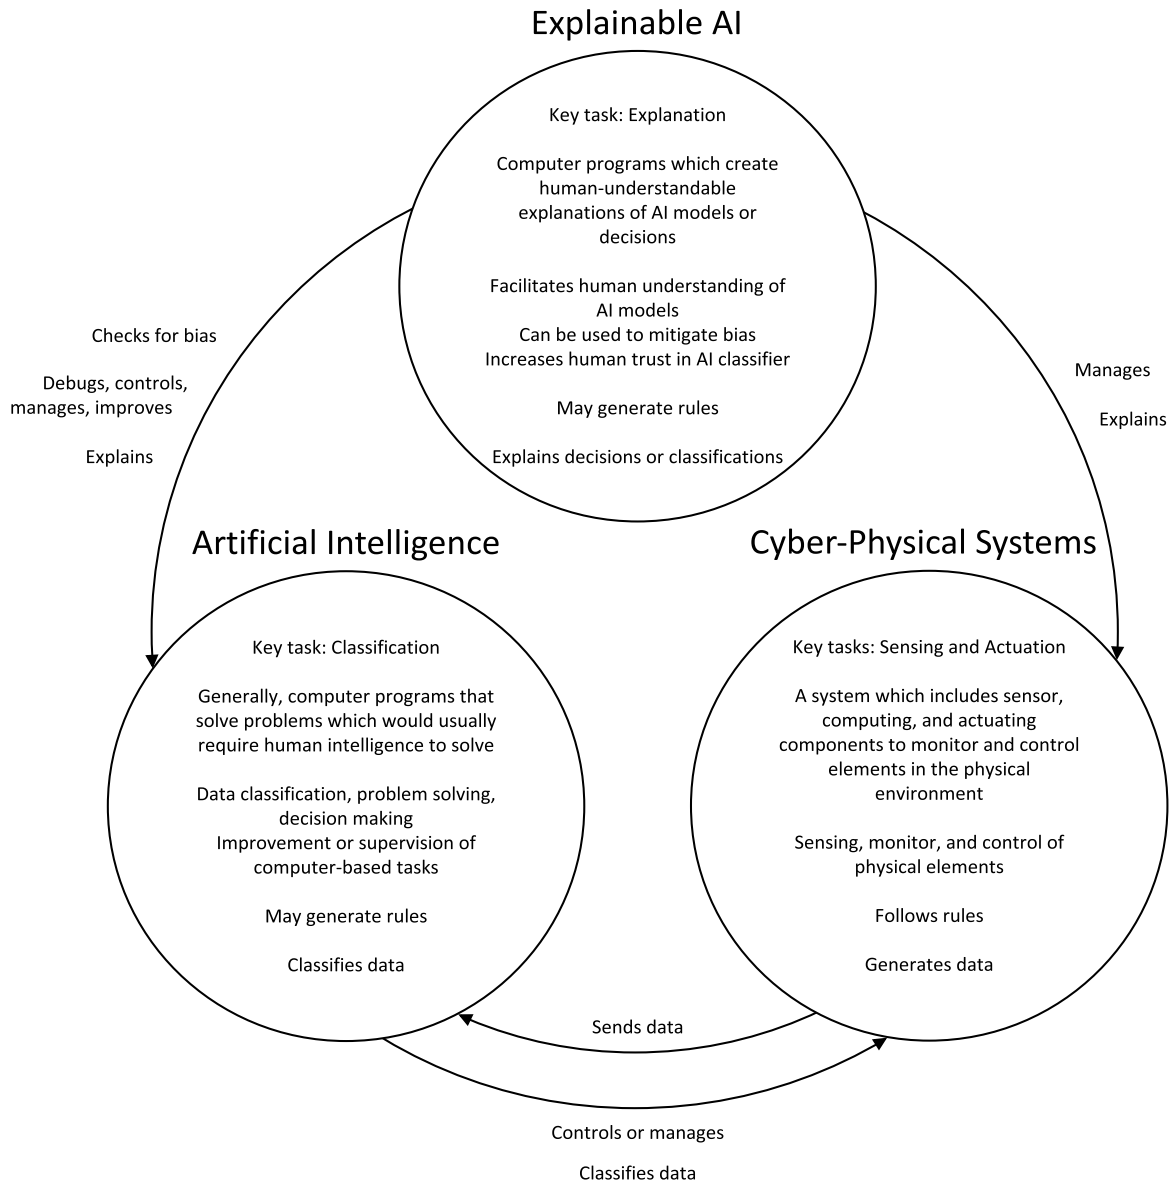 Explainable AI
Key task: Explanation
Computer programs which create
human-understandable
explanations of AI models or
decisions
Facilitates human understanding of
AI models
Can be used to mitigate bias
Increases human trust in AI classifier
May generate rules
Explains decisions or classifications
Checks for bias
Debugs, controls,
manages, improves
Explains
Manages
Explains
Artificial Intelligence
Key task: Classification
Generally, computer programs that
solve problems which would usually
require human intelligence to solve
Data classification, problem solving,
decision making
Improvement or supervision of
computer-based tasks
May generate rules
Classifies data
Cyber-Physical Systems
Key tasks: Sensing and Actuation
A system which includes sensor,
computing, and actuating
components to monitor and control
elements in the physical
environment
Sensing, monitor, and control of
physical elements
Follows rules
Generates data
Sends data
Controls or manages
Classifies data